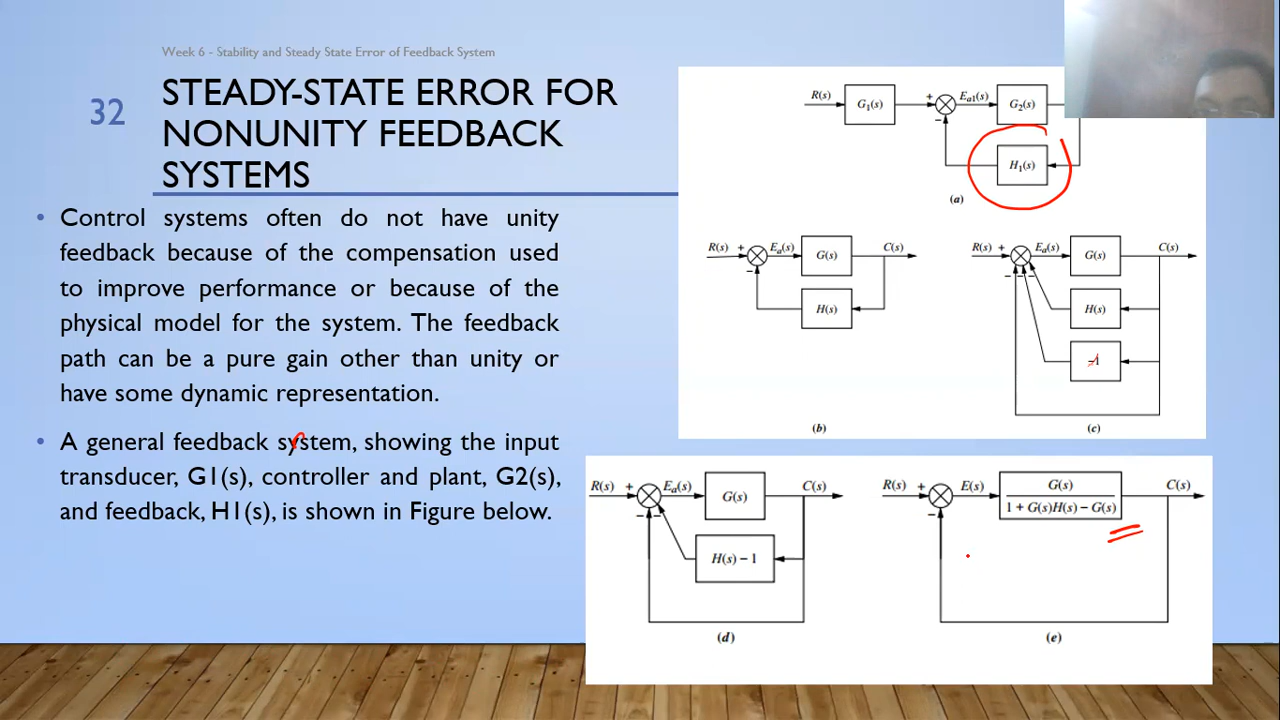 Week 6 - Stability and Steady State Error of Feedback System
32
STEADY-STATE ERROR FOR
NONUNITY FEEDBACK
SYSTEMS
• Control systems often do not have unity
feedback because of the compensation used
to improve performance or because of the
physical model for the system. The feedback
path can be a pure gain other than unity or
have some dynamic representation.
• A general feedback system, showing the input
transducer, G1(s), controller and plant, G2(s),
and feedback, H1(s), is shown in Figure below.
R(s) G₁(s) + − Ea1(s) G₂(s)
H₁(s)
(a)
R(s) + − Ea(s) G(s) C(s)
H(s)
(b)
R(s) + − − − Ea(s) G(s) C(s)
H(s)
−1
(c)
R(s) + − − Ea(s) G(s) C(s)
H(s) − 1
(d)
R(s) + − E(s) G(s) C(s)
1 + G(s)H(s) − G(s)
(e)